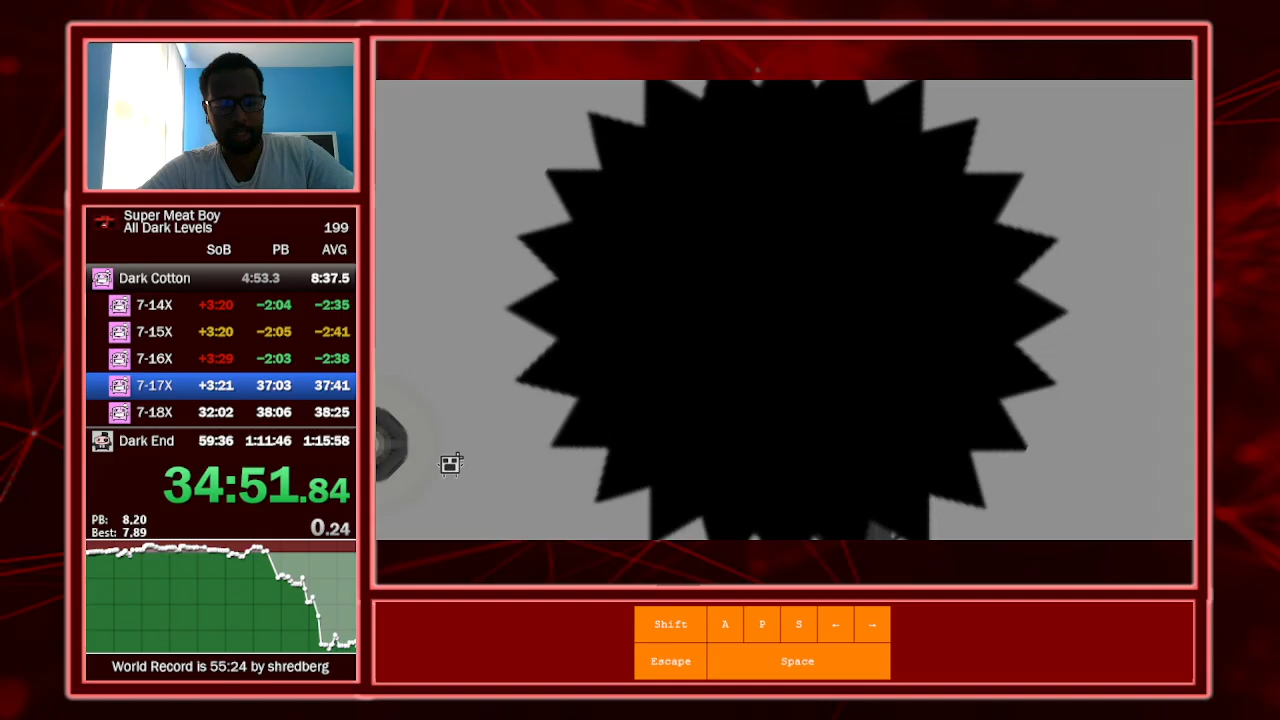 Super Meat Boy
All Dark Levels 199
SoB PB AVG
Dark Cotton 4:53.3 8:37.5
7-14X +3:20 −2:04 −2:35
7-15X +3:20 −2:05 −2:41
7-16X +3:29 −2:03 −2:38
7-17X +3:21 37:03 37:41
7-18X 32:02 38:06 38:25
Dark End 59:36 1:11:46 1:15:58
34:51.84
PB: 8.20
Best: 7.89
0.24
World Record is 55:24 by shredberg
Shift A P S ← →
Escape Space